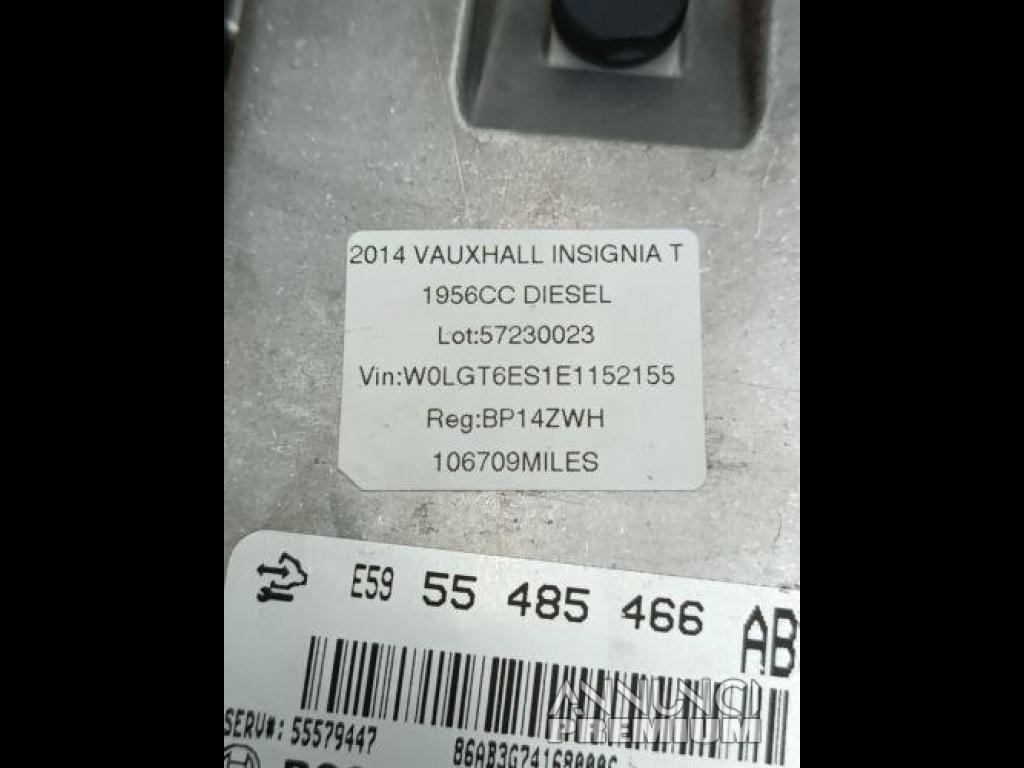 2014 VAUXHALL INSIGNIA T
1956CC DIESEL
Lot:57230023
Vin:W0LGT6ES1E1152155
Reg:BP14ZWH
106709MILES
E59 55 485 466 AB
SERV#: 55579447
ANNUNCI
PREMIUM